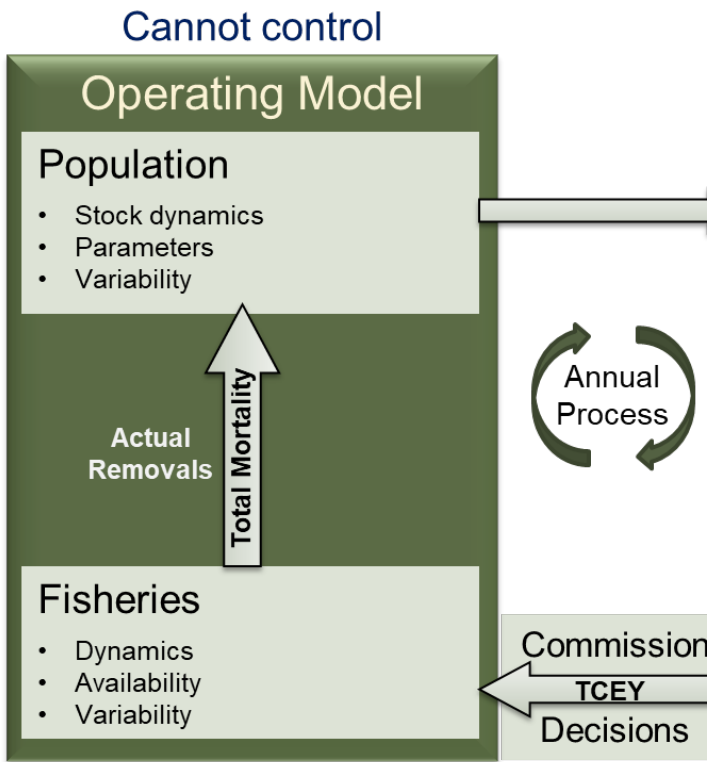 Cannot control
Operating Model
Population
• Stock dynamics
• Parameters
• Variability
Actual
Removals
Total Mortality
Annual
Process
Fisheries
• Dynamics
• Availability
• Variability
Commission
TCEY
Decisions